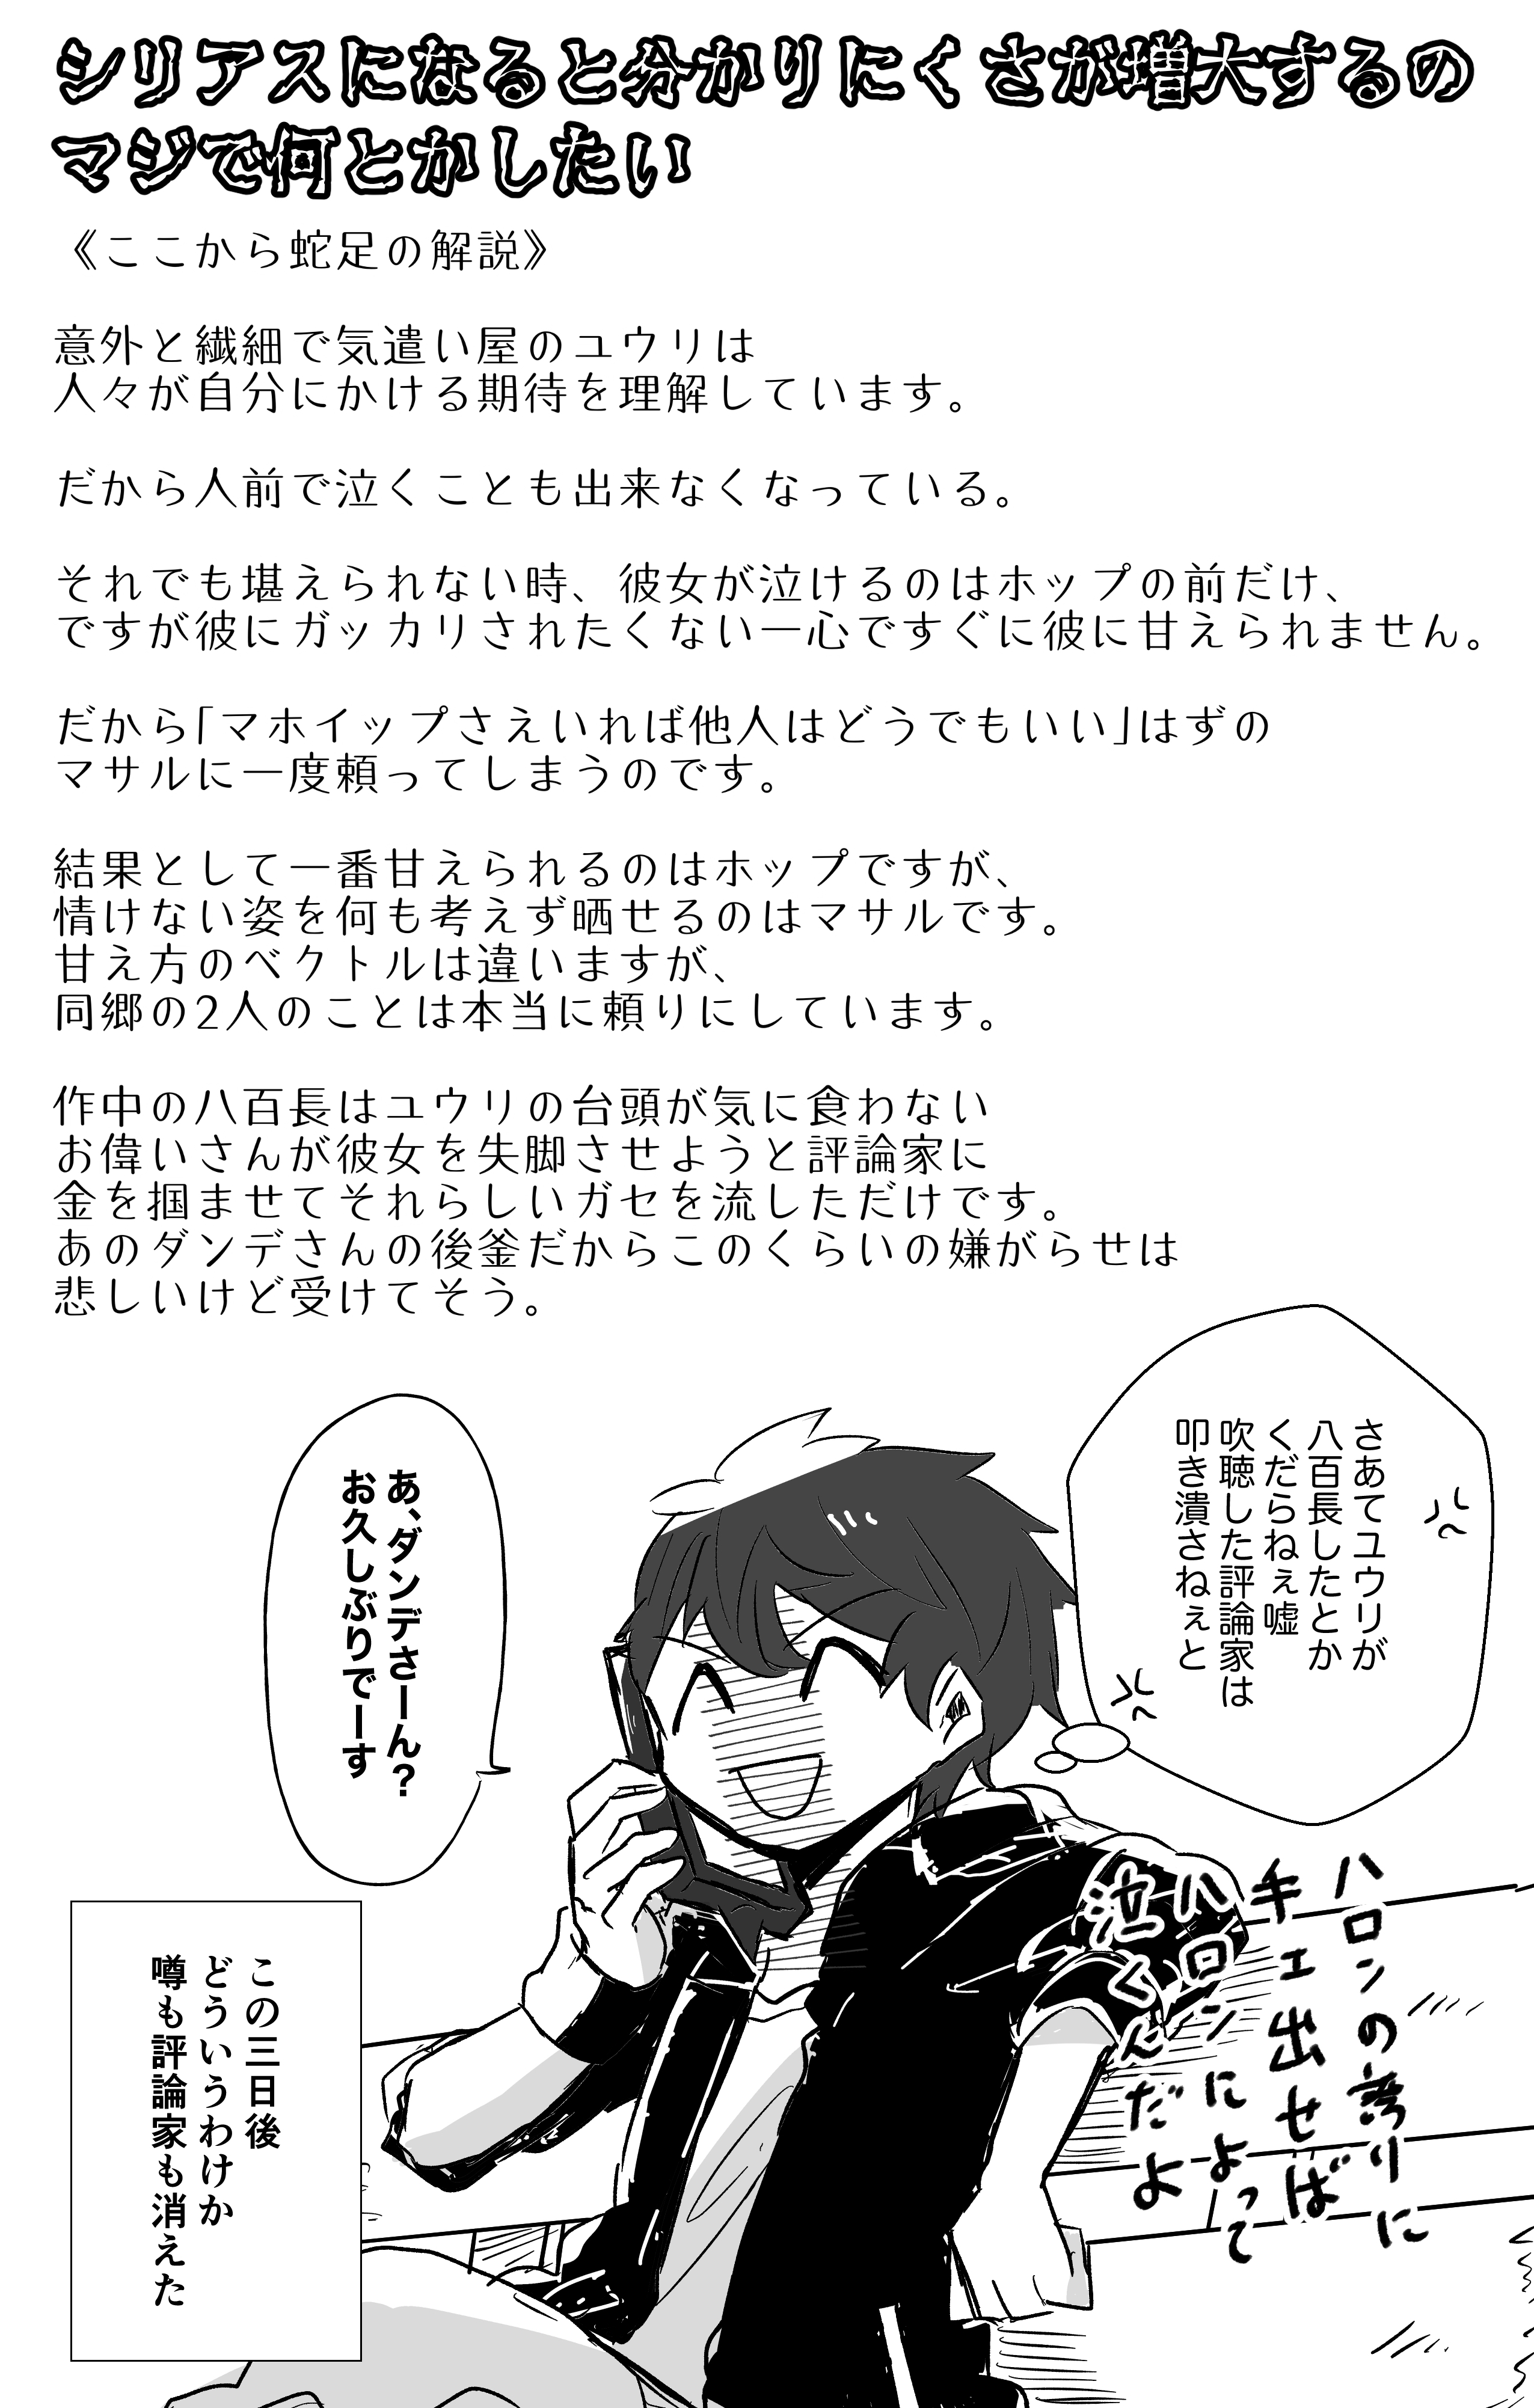 シリアスになると分かりにくさが増大するの
マジで何とかしたい
《ここから蛇足の解説》
意外と繊細で気遣い屋のユウリは
人々が自分にかける期待を理解しています。
だから人前で泣くことも出来なくなっている。
それでも堪えられない時、彼女が泣けるのはホップの前だけ、
ですが彼にガッカリされたくない一心ですぐに彼に甘えられません。
だから「マホイップさえいれば他人はどうでもいい」はずの
マサルに一度頼ってしまうのです。
結果として一番甘えられるのはホップですが、
情けない姿を何も考えず晒せるのはマサルです。
甘え方のベクトルは違いますが、
同郷の2人のことは本当に頼りにしています。
作中の八百長はユウリの台頭が気に食わない
お偉いさんが彼女を失脚させようと評論家に
金を掴ませてそれらしいガセを流しただけです。
あのダンデさんの後釜だからこのくらいの嫌がらせは
悲しいけど受けてそう。
さあてユウリが
八百長したとか
くだらねぇ嘘
吹聴した評論家は
叩き潰さねぇと
あ、ダンデさーん?
お久しぶりでーす
ハロンの誇りに
手ェ出せば
ハロンによって
泣くんだよ
この三日後
どういうわけか
噂も評論家も消えた